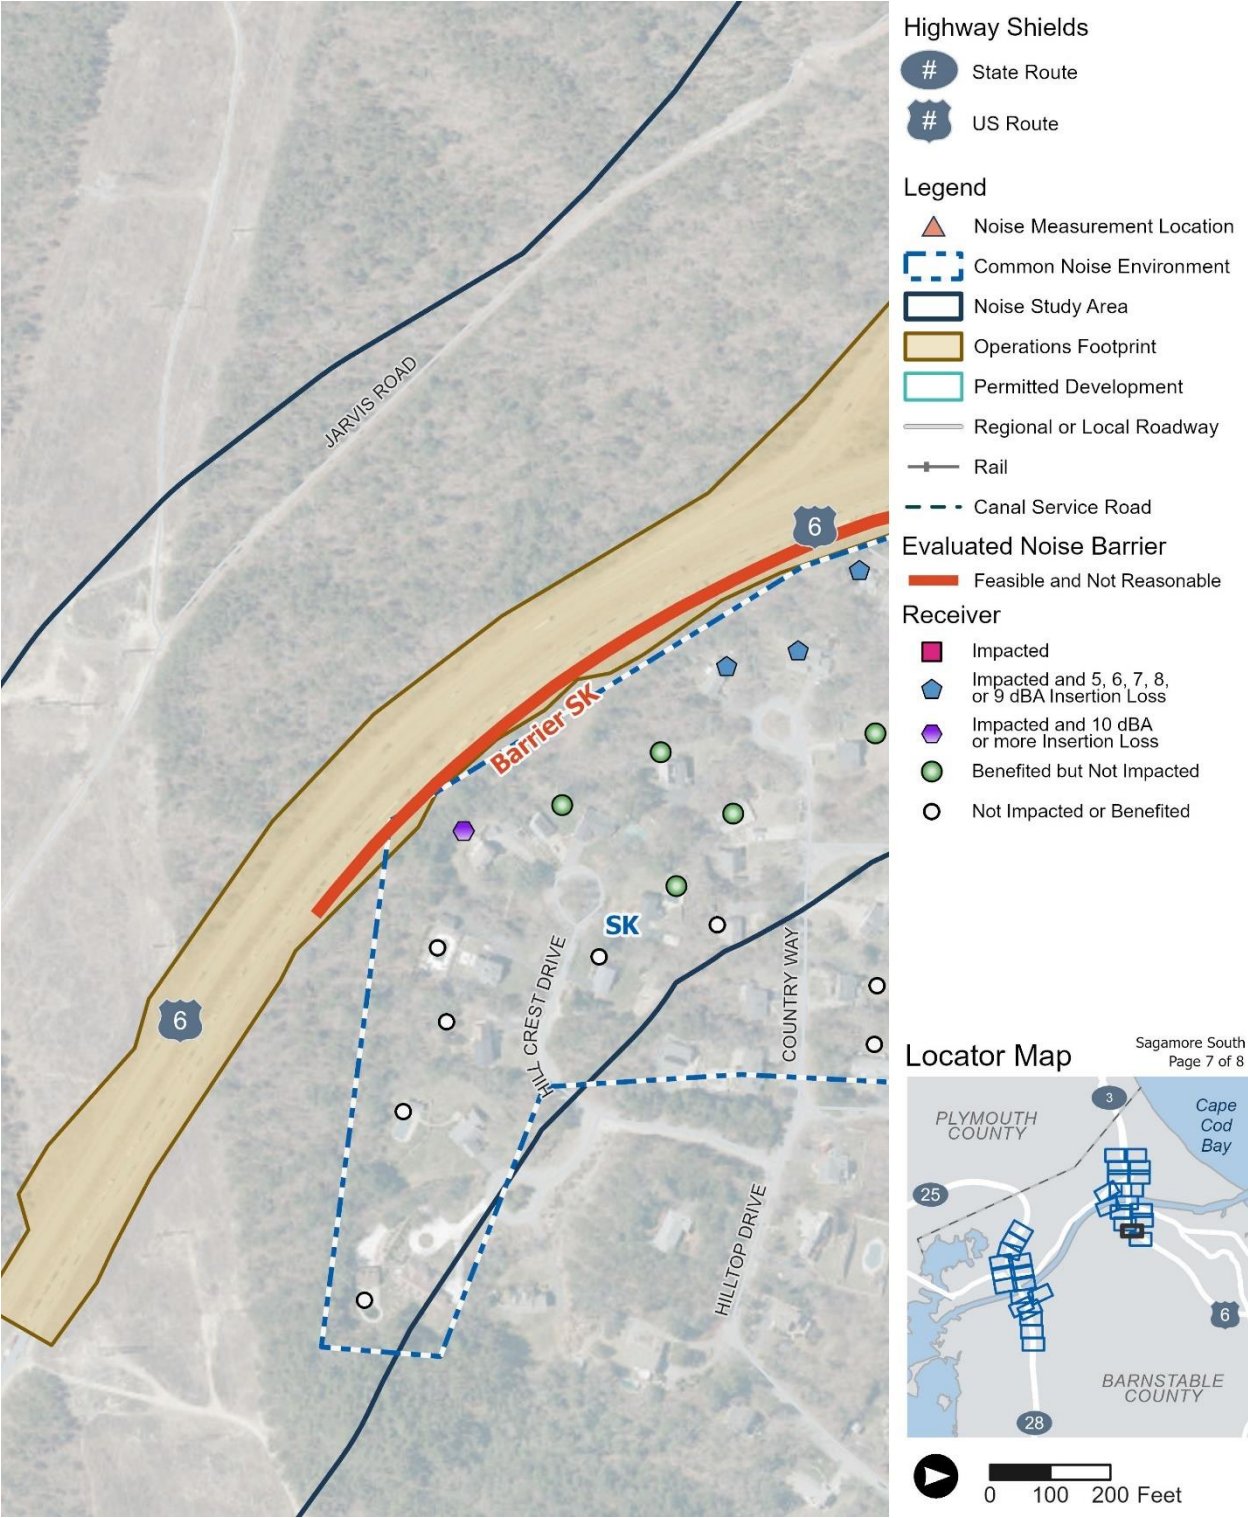 JARVIS ROAD
6
Barrier SK
SK
HILL CREST DRIVE
COUNTRY WAY
6
HILLTOP DRIVE
Highway Shields
# State Route
# US Route
Legend
Noise Measurement Location
Common Noise Environment
Noise Study Area
Operations Footprint
Permitted Development
Regional or Local Roadway
Rail
Canal Service Road
Evaluated Noise Barrier
Feasible and Not Reasonable
Receiver
Impacted
Impacted and 5, 6, 7, 8,
or 9 dBA Insertion Loss
Impacted and 10 dBA
or more Insertion Loss
Benefited but Not Impacted
Not Impacted or Benefited
Locator Map
Sagamore South
Page 7 of 8
3
PLYMOUTH
COUNTY
Cape
Cod
Bay
25
6
BARNSTABLE
COUNTY
28
0 100 200 Feet